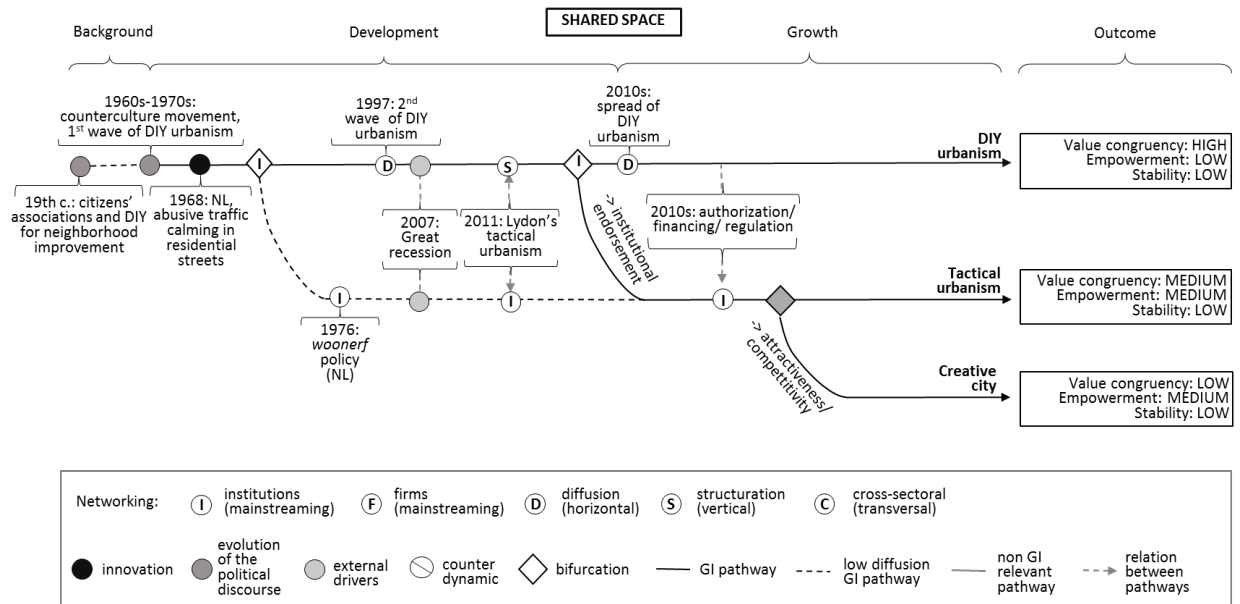 SHARED SPACE
Background
Development
Growth
Outcome
1960s-1970s:
counterculture movement,
1st wave of DIY urbanism
1997: 2nd
wave of DIY
urbanism
2010s:
spread of
DIY
urbanism
DIY
urbanism
I
D
S
I
D
Value congruency: HIGH
Empowerment: LOW
Stability: LOW
19th c.: citizens'
associations and DIY
for neighborhood
improvement
1968: NL,
abusive traffic
calming in
residential
streets
2007:
Great
recession
2011: Lydon's
tactical
urbanism
-> institutional
endorsement
2010s: authorization/
financing/ regulation
Tactical
urbanism
I
I
I
Value congruency: MEDIUM
Empowerment: MEDIUM
Stability: LOW
1976:
woonerf
policy
(NL)
-> attractiveness/
competitivity
Creative
city
Value congruency: LOW
Empowerment: MEDIUM
Stability: LOW
Networking:
I
institutions
(mainstreaming)
F
firms
(mainstreaming)
D
diffusion
(horizontal)
S
structuration
(vertical)
C
cross-sectoral
(transversal)
innovation
evolution
of the
political
discourse
external
drivers
counter
dynamic
bifurcation
GI pathway
low diffusion
GI pathway
non GI
relevant
pathway
relation
between
pathways